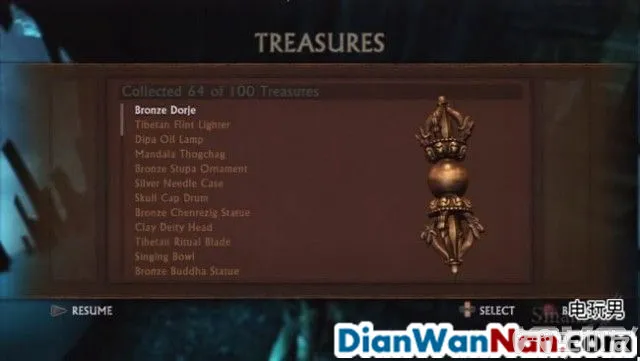 TREASURES
Collected 64 of 100 Treasures
Bronze Dorje
Tibetan Flint Lighter
Dipa Oil Lamp
Mandala Thogchag
Bronze Stupa Ornament
Silver Needle Case
Skull Cap Drum
Bronze Chenrezig Statue
Clay Deity Head
Tibetan Ritual Blade
Singing Bowl
Bronze Buddha Statue
RESUME
SELECT
电玩男
DianWanNan.com